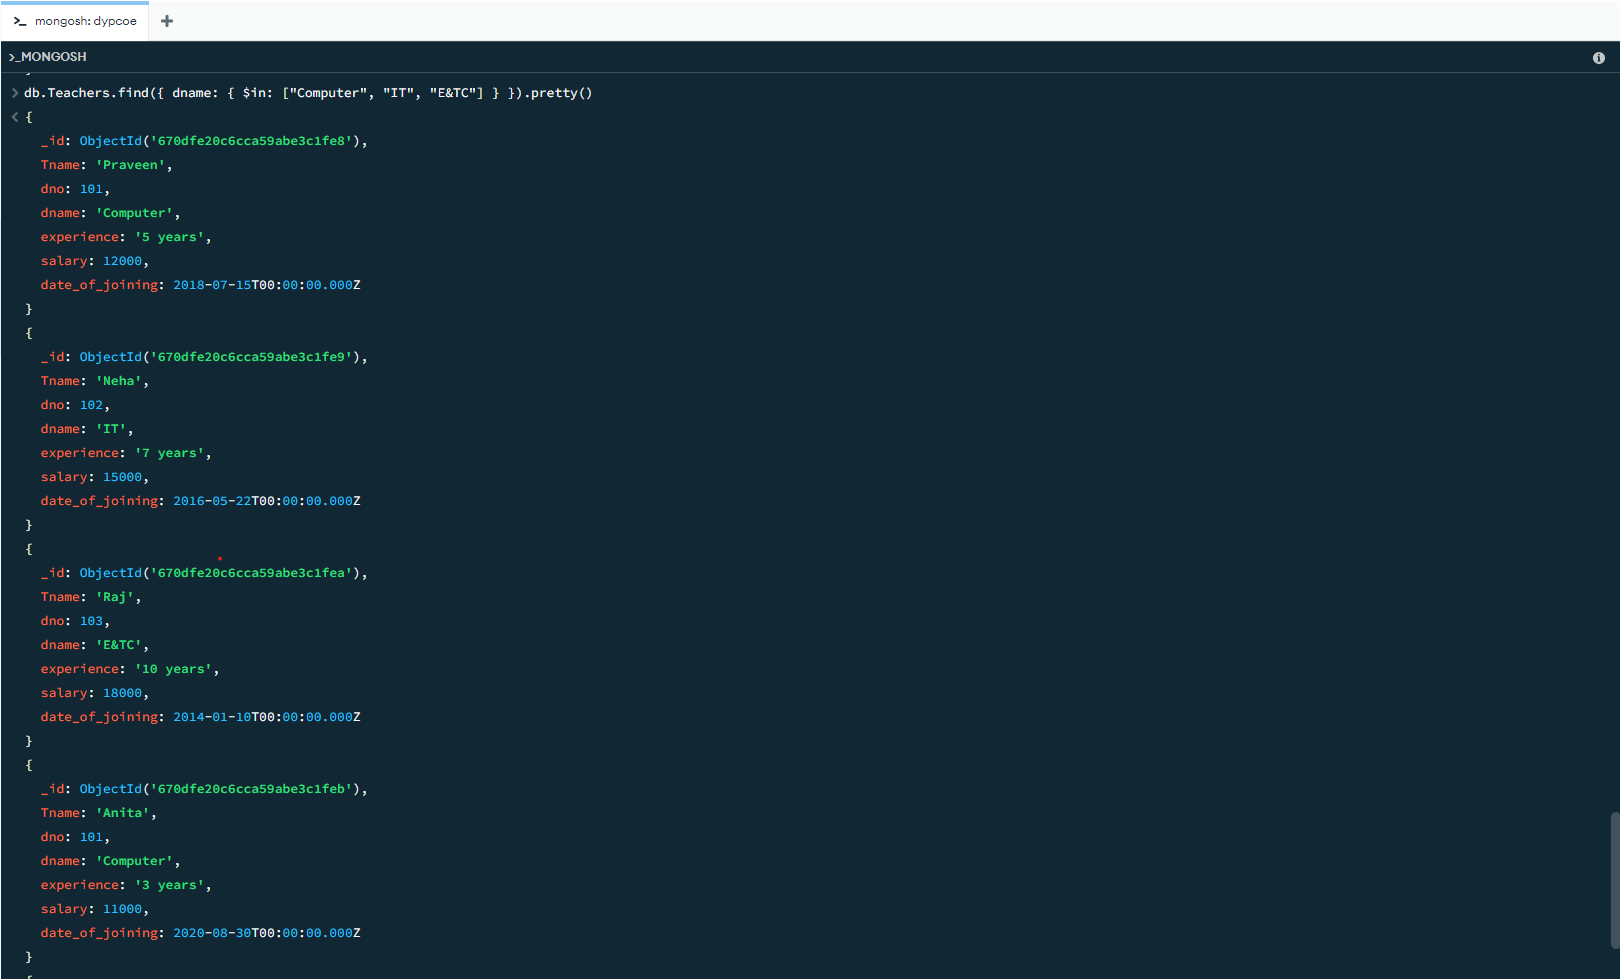 >_ mongosh: dypcoe +
>_MONGOSH
> db.Teachers.find({ dname: { $in: ["Computer", "IT", "E&TC"] } }).pretty()
< {
_id: ObjectId('670dfe20c6cca59abe3c1fe8'),
Tname: 'Praveen',
dno: 101,
dname: 'Computer',
experience: '5 years',
salary: 12000,
date_of_joining: 2018-07-15T00:00:00.000Z
}
{
_id: ObjectId('670dfe20c6cca59abe3c1fe9'),
Tname: 'Neha',
dno: 102,
dname: 'IT',
experience: '7 years',
salary: 15000,
date_of_joining: 2016-05-22T00:00:00.000Z
}
{
_id: ObjectId('670dfe20c6cca59abe3c1fea'),
Tname: 'Raj',
dno: 103,
dname: 'E&TC',
experience: '10 years',
salary: 18000,
date_of_joining: 2014-01-10T00:00:00.000Z
}
{
_id: ObjectId('670dfe20c6cca59abe3c1feb'),
Tname: 'Anita',
dno: 101,
dname: 'Computer',
experience: '3 years',
salary: 11000,
date_of_joining: 2020-08-30T00:00:00.000Z
}